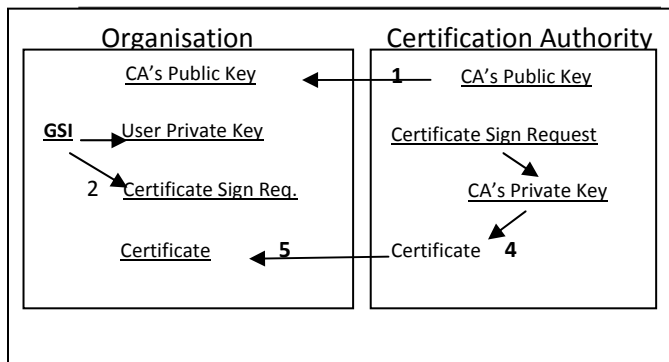 Organisation Certification Authority
CA's Public Key 1 CA's Public Key
GSI User Private Key Certificate Sign Request
2 Certificate Sign Req. CA's Private Key
Certificate 5 Certificate 4